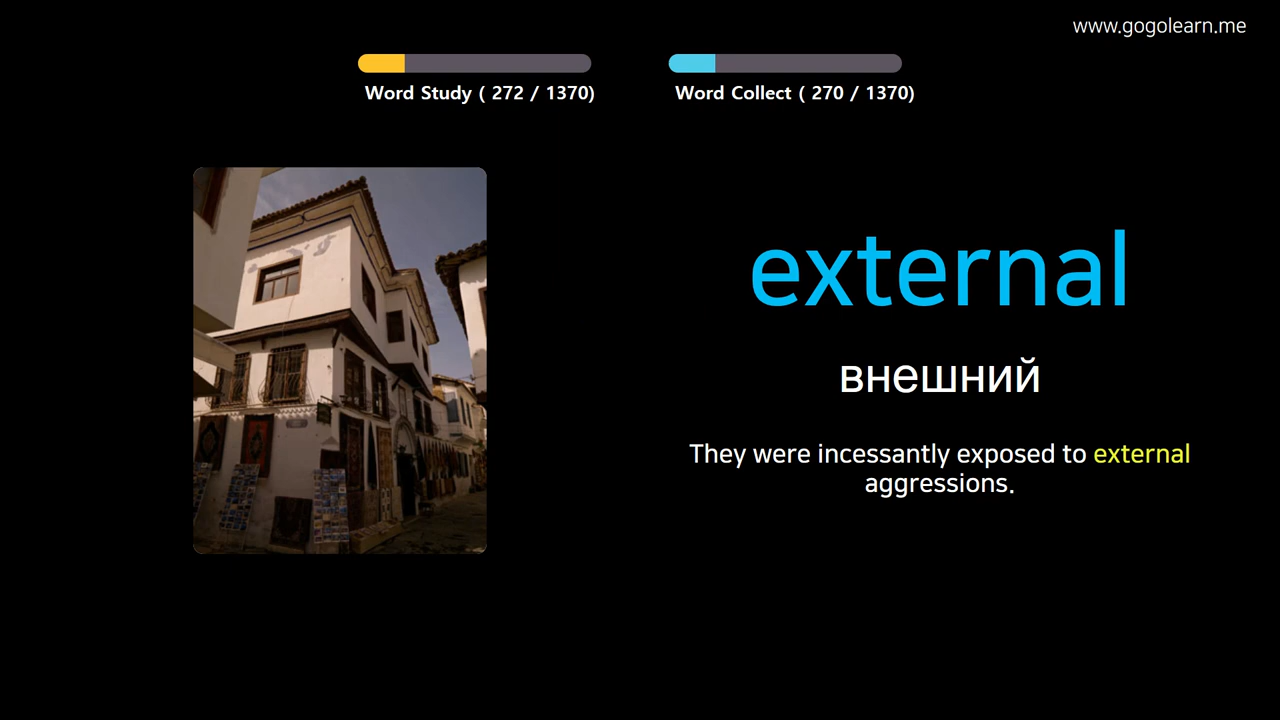 www.gogolearn.me
Word Study ( 272 / 1370)
Word Collect ( 270 / 1370)
external
внешний
They were incessantly exposed to external
aggressions.